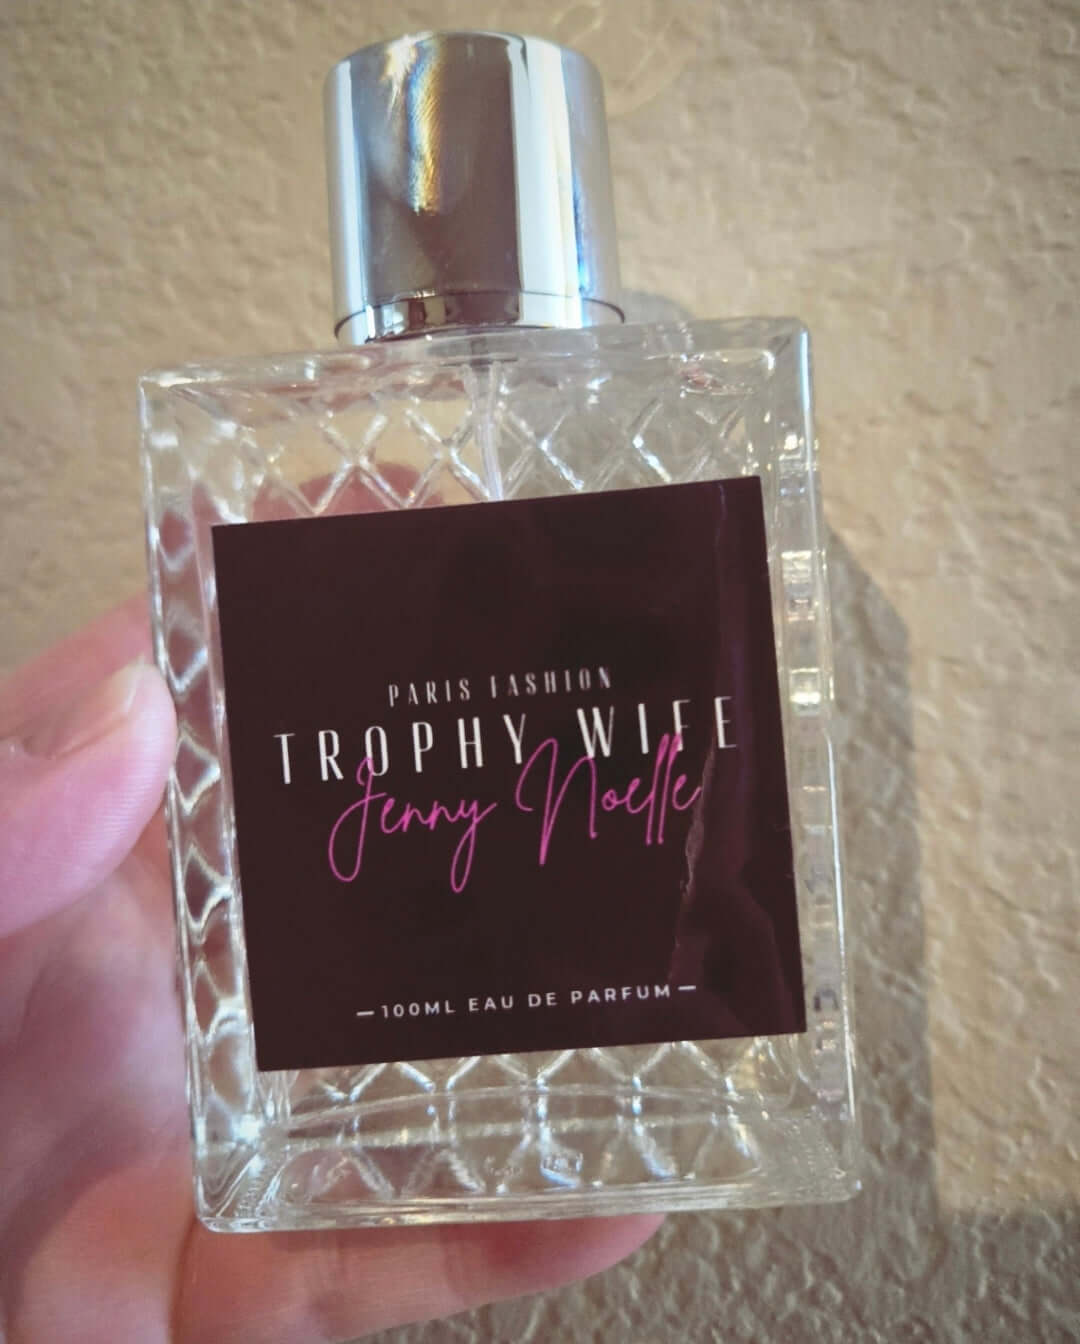 PARIS FASHION
TROPHY WIFE
Jenny Noelle
—100ML EAU DE PARFUM—